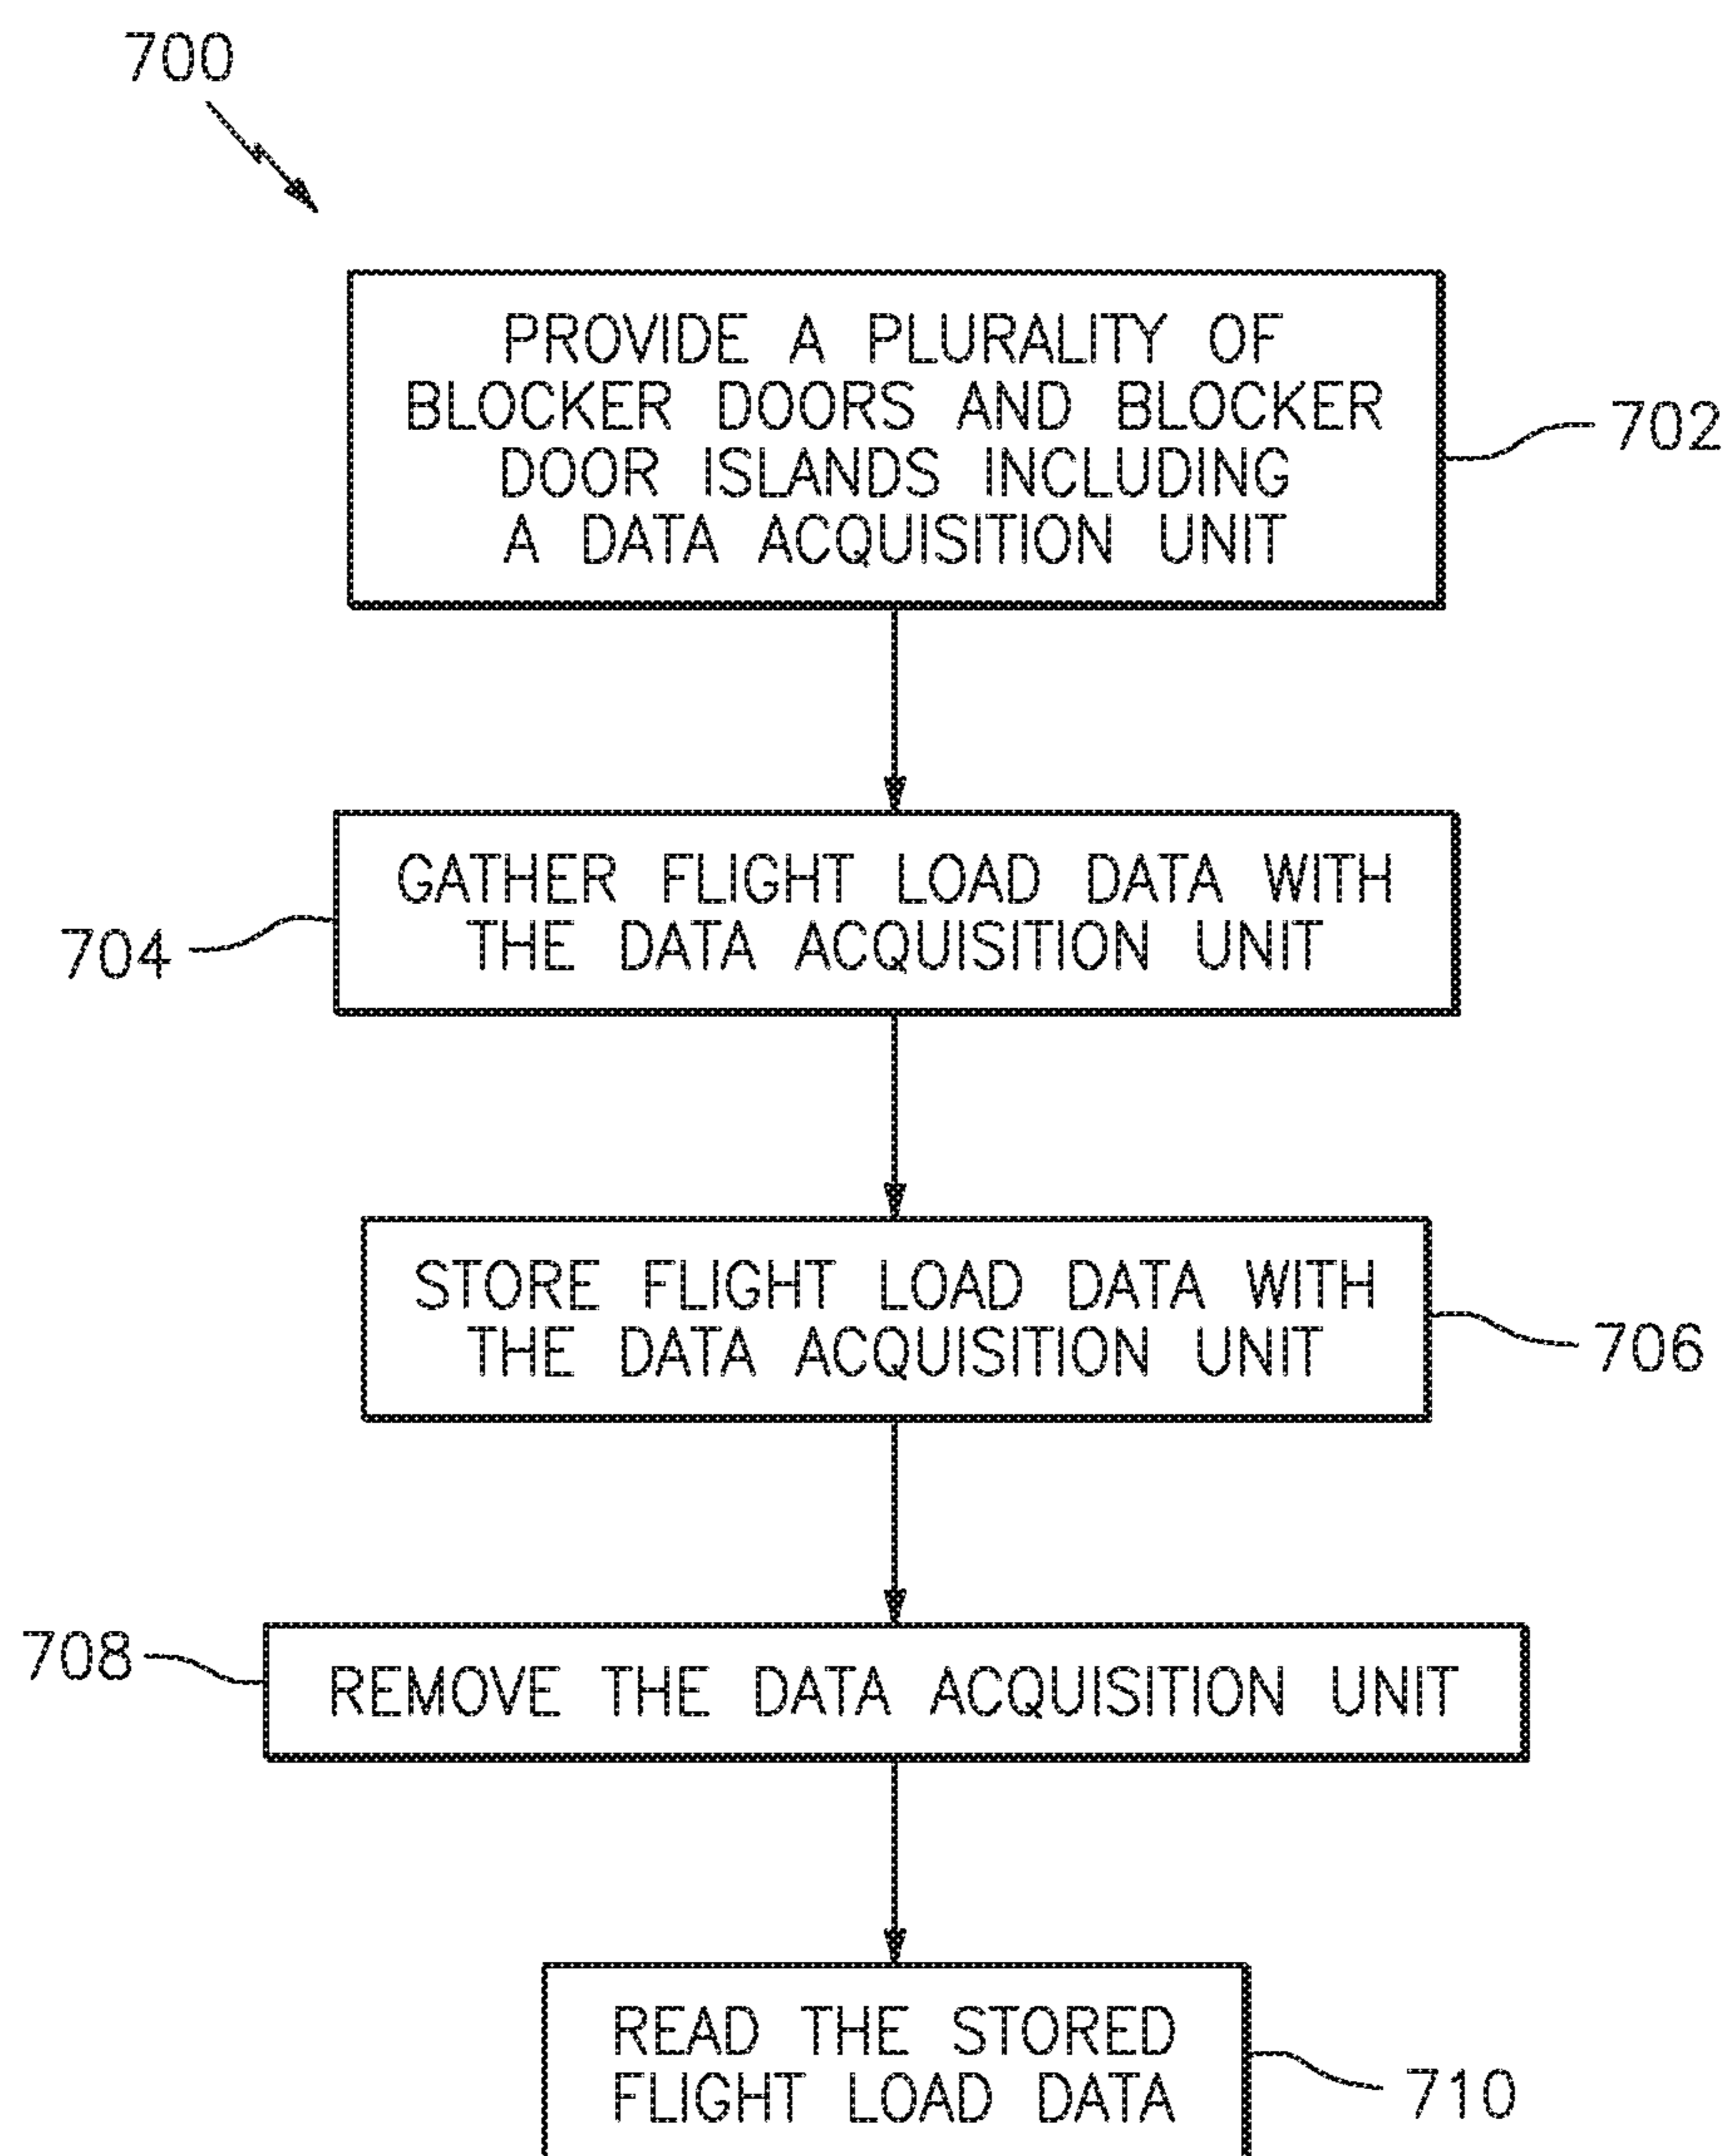 700
PROVIDE A PLURALITY OF
BLOCKER DOORS AND BLOCKER
DOOR ISLANDS INCLUDING
A DATA ACQUISITION UNIT
702
GATHER FLIGHT LOAD DATA WITH
THE DATA ACQUISITION UNIT
704
STORE FLIGHT LOAD DATA WITH
THE DATA ACQUISITION UNIT
706
708
REMOVE THE DATA ACQUISITION UNIT
READ THE STORED
FLIGHT LOAD DATA
710